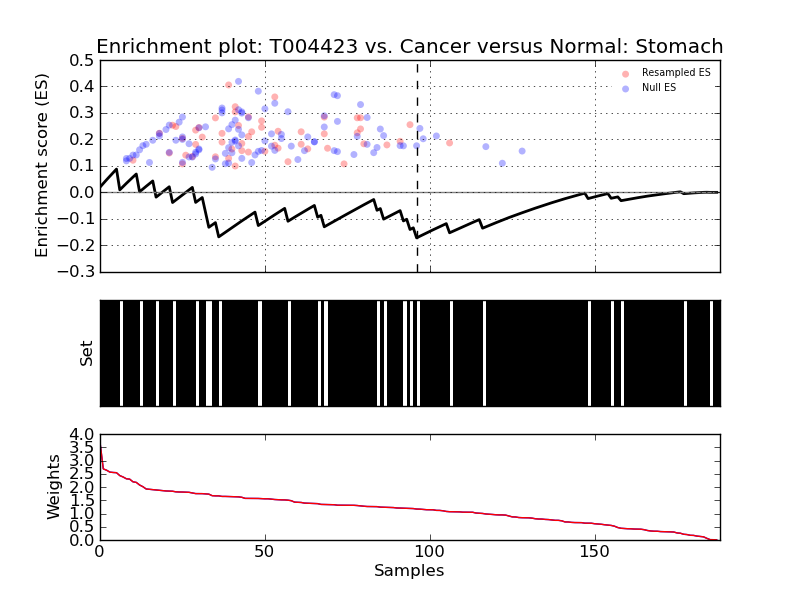 Enrichment plot: T004423 vs. Cancer versus Normal: Stomach
Enrichment score (ES)
0.5
0.4
0.3
0.2
0.1
0.0
−0.1
−0.2
−0.3
Resampled ES
Null ES
Set
Weights
4.0
3.5
3.0
2.5
2.0
1.5
1.0
0.5
0.0
0 50 100 150
Samples